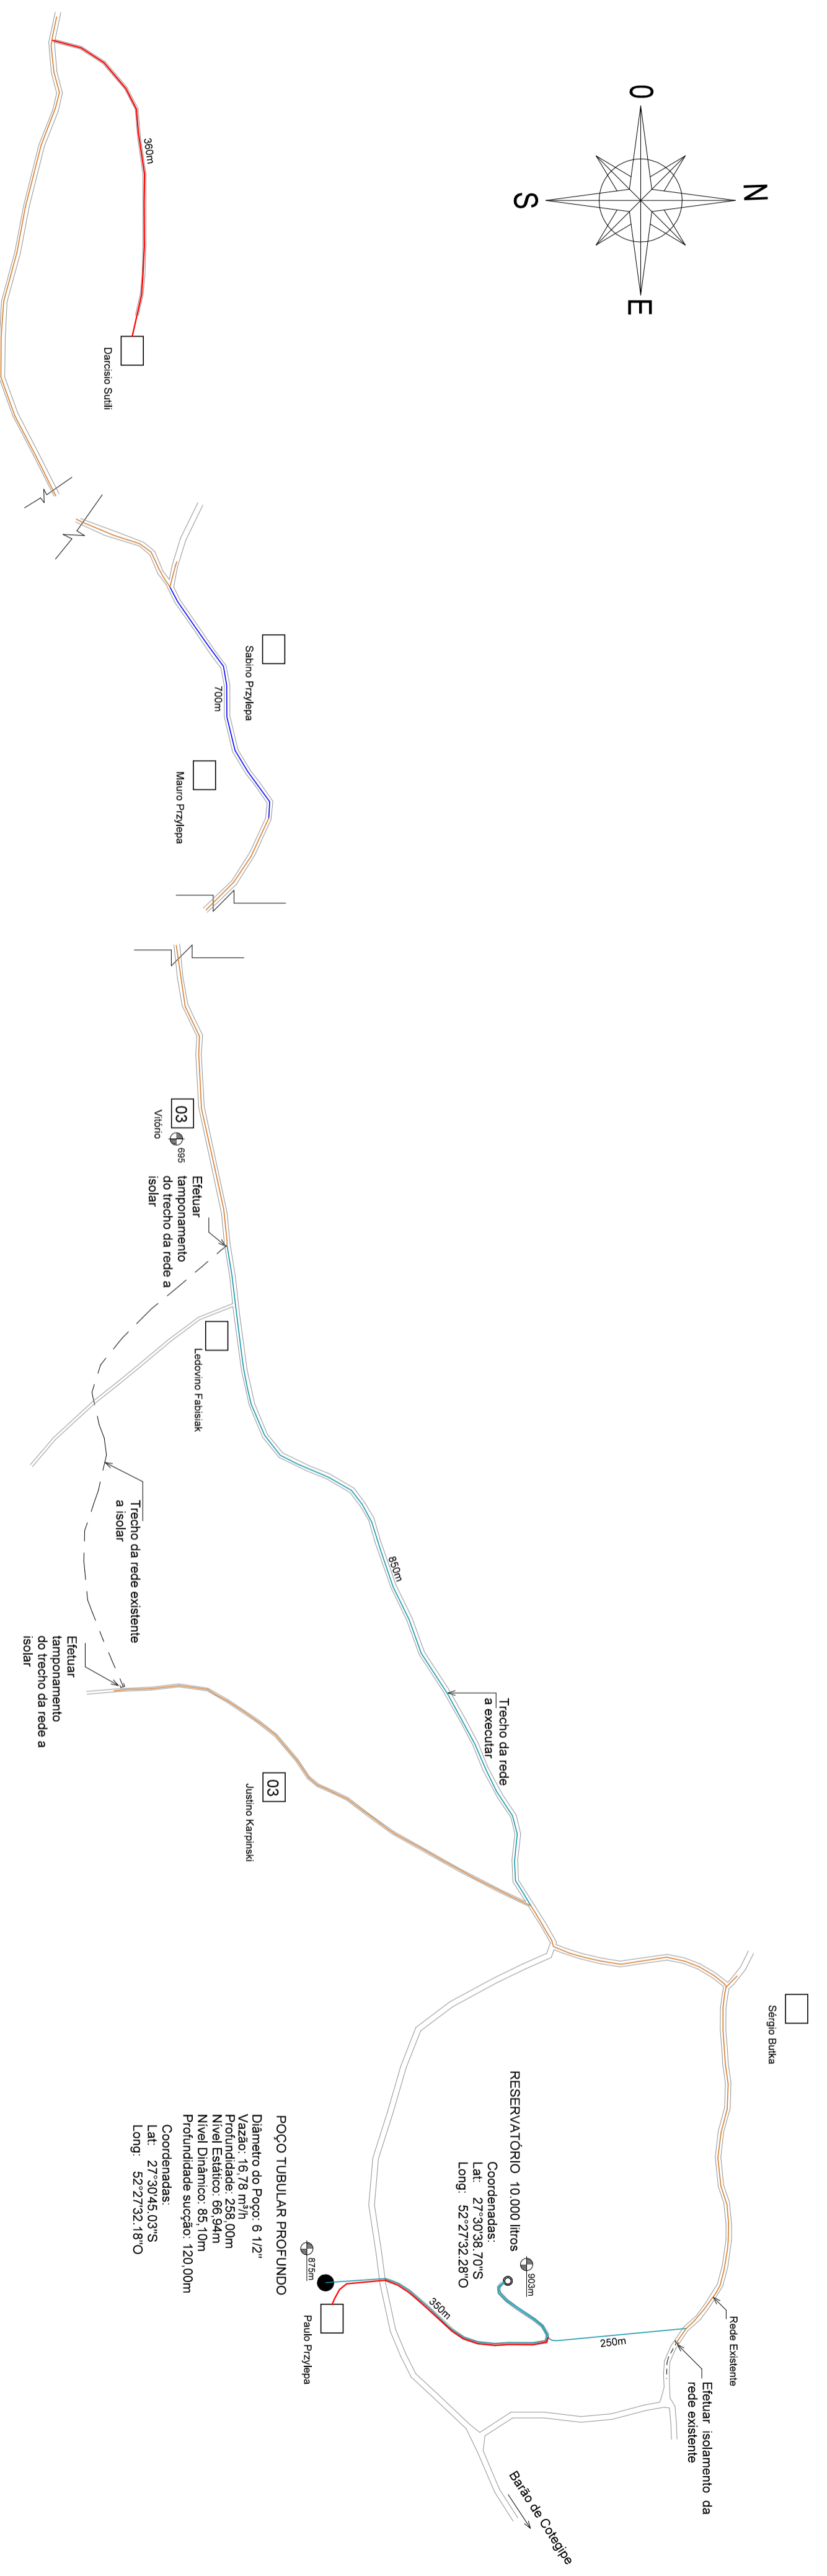 N
O
S
E
360m
Darcisio Sutili
Sabino Przylepa
700m
Mauro Przylepa
03
695
Vitório
Efetuar
tamponamento
do trecho da rede a
isolar
Ledovino Fabisiak
Trecho da rede existente
a isolar
850m
Efetuar
tamponamento
do trecho da rede a
isolar
Trecho da rede
a executar
03
Justino Karpinski
Sérgio Butka
RESERVATÓRIO 10.000 litros
Coordenadas:
Lat: 27°30'38.70"S
Long: 52°27'32.28"O
903m
POÇO TUBULAR PROFUNDO
Diâmetro do Poço: 6 1/2"
Vazão: 16,78 m³/h
Profundidade: 258,00m
Nível Estático: 66,94m
Nível Dinâmico: 85,10m
Profundidade sucção: 120,00m
Coordenadas:
Lat: 27°30'45.03"S
Long: 52°27'32.18"O
875m
Paulo Przylepa
350m
250m
Rede Existente
Efetuar isolamento da
rede existente
Barão de Cotegipe